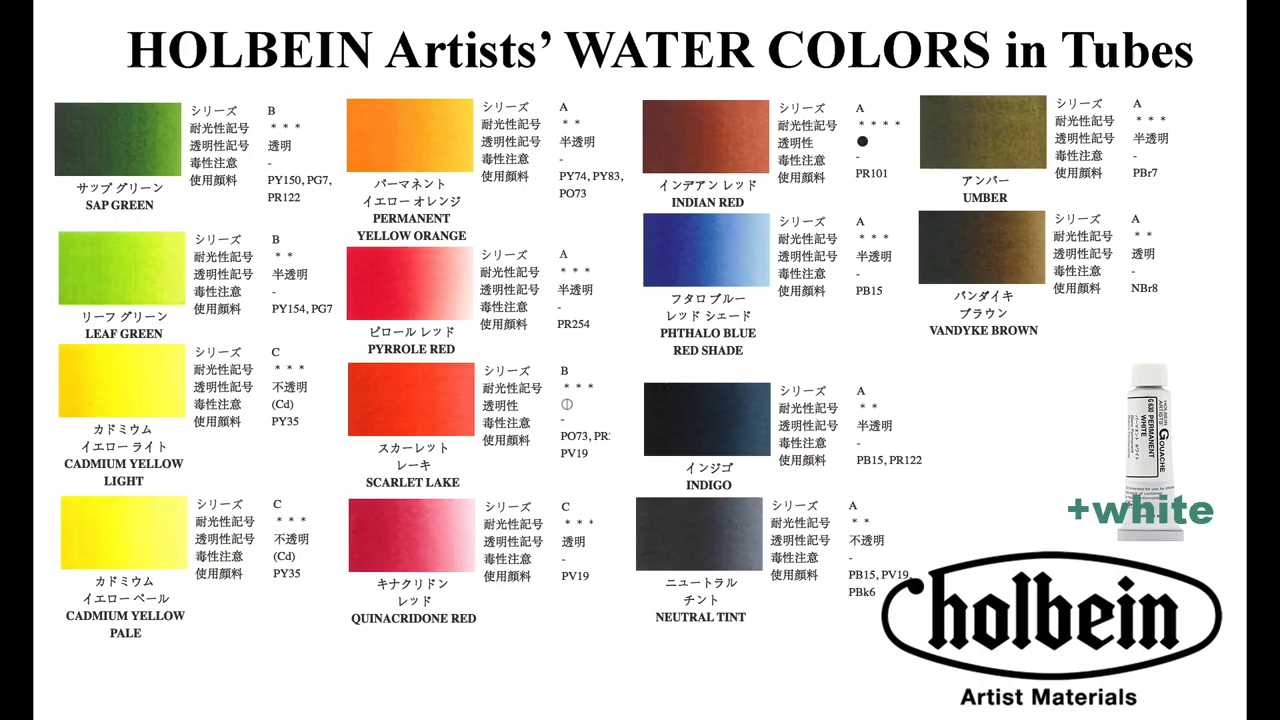 HOLBEIN Artists' WATER COLORS in Tubes
シリーズ B
耐光性記号 * * *
透明性記号 透明
毒性注意 -
使用顔料 PY150, PG7,
PR122
サップ グリーン
SAP GREEN
シリーズ B
耐光性記号 * *
透明性記号 半透明
毒性注意 -
使用顔料 PY154, PG7
リーフ グリーン
LEAF GREEN
シリーズ C
耐光性記号 * * *
透明性記号 不透明
毒性注意 (Cd)
使用顔料 PY35
カドミウム
イエロー ライト
CADMIUM YELLOW
LIGHT
シリーズ C
耐光性記号 * * *
透明性記号 不透明
毒性注意 (Cd)
使用顔料 PY35
カドミウム
イエロー ペール
CADMIUM YELLOW
PALE
シリーズ A
耐光性記号 * *
透明性記号 半透明
毒性注意 -
使用顔料 PY74, PY83,
PO73
パーマネント
イエロー オレンジ
PERMANENT
YELLOW ORANGE
シリーズ A
耐光性記号 * * *
透明性記号 半透明
毒性注意 -
使用顔料 PR254
ピロール レッド
PYRROLE RED
シリーズ B
耐光性記号 * * *
透明性
毒性注意 -
使用顔料 PO73, PR
PV19
スカーレット
レーキ
SCARLET LAKE
シリーズ C
耐光性記号 * * *
透明性記号 透明
毒性注意 -
使用顔料 PV19
キナクリドン
レッド
QUINACRIDONE RED
シリーズ A
耐光性記号 * * * *
透明性 ●
毒性注意 -
使用顔料 PR101
インデアン レッド
INDIAN RED
シリーズ A
耐光性記号 * * *
透明性記号 半透明
毒性注意 -
使用顔料 PB15
フタロ ブルー
レッド シェード
PHTHALO BLUE
RED SHADE
シリーズ A
耐光性記号 * *
透明性記号 半透明
毒性注意 -
使用顔料 PB15, PR122
インジゴ
INDIGO
シリーズ A
耐光性記号 * *
透明性記号 不透明
毒性注意 -
使用顔料 PB15, PV19,
PBk6
ニュートラル
チント
NEUTRAL TINT
シリーズ A
耐光性記号 * * *
透明性記号 半透明
毒性注意 -
使用顔料 PBr7
アンバー
UMBER
シリーズ A
耐光性記号 * *
透明性記号 透明
毒性注意 -
使用顔料 NBr8
バンダイキ
ブラウン
VANDYKE BROWN
HOLBEIN
ARTISTS'
GOUACHE
PERMANENT
WHITE
パーマネント ホワイト
+white
holbein
Artist Materials